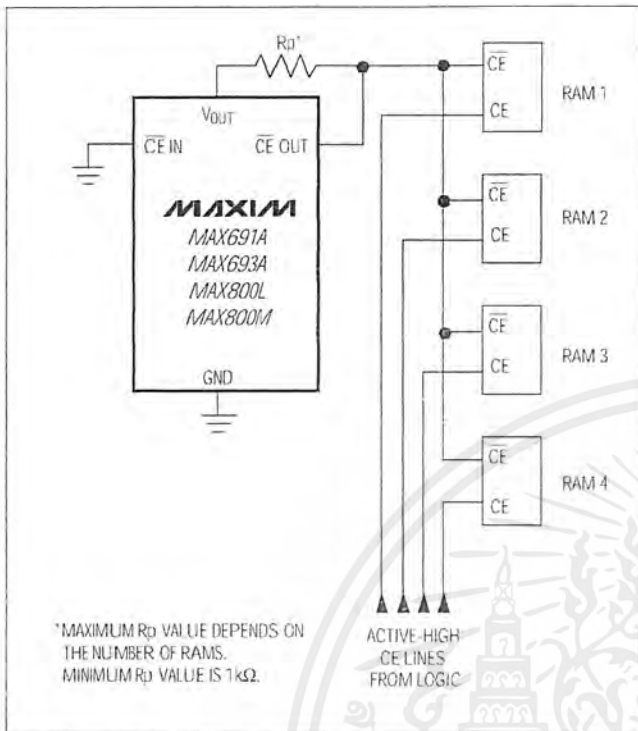 Rp*
VOUT
CE IN
CE OUT
MAXIM
MAX691A
MAX693A
MAX800L
MAX800M
GND
CE
CE
RAM 1
CE
CE
RAM 2
CE
CE
RAM 3
CE
CE
RAM 4
*MAXIMUM Rp VALUE DEPENDS ON
THE NUMBER OF RAMS.
MINIMUM Rp VALUE IS 1kΩ.
ACTIVE-HIGH
CE LINES
FROM LOGIC